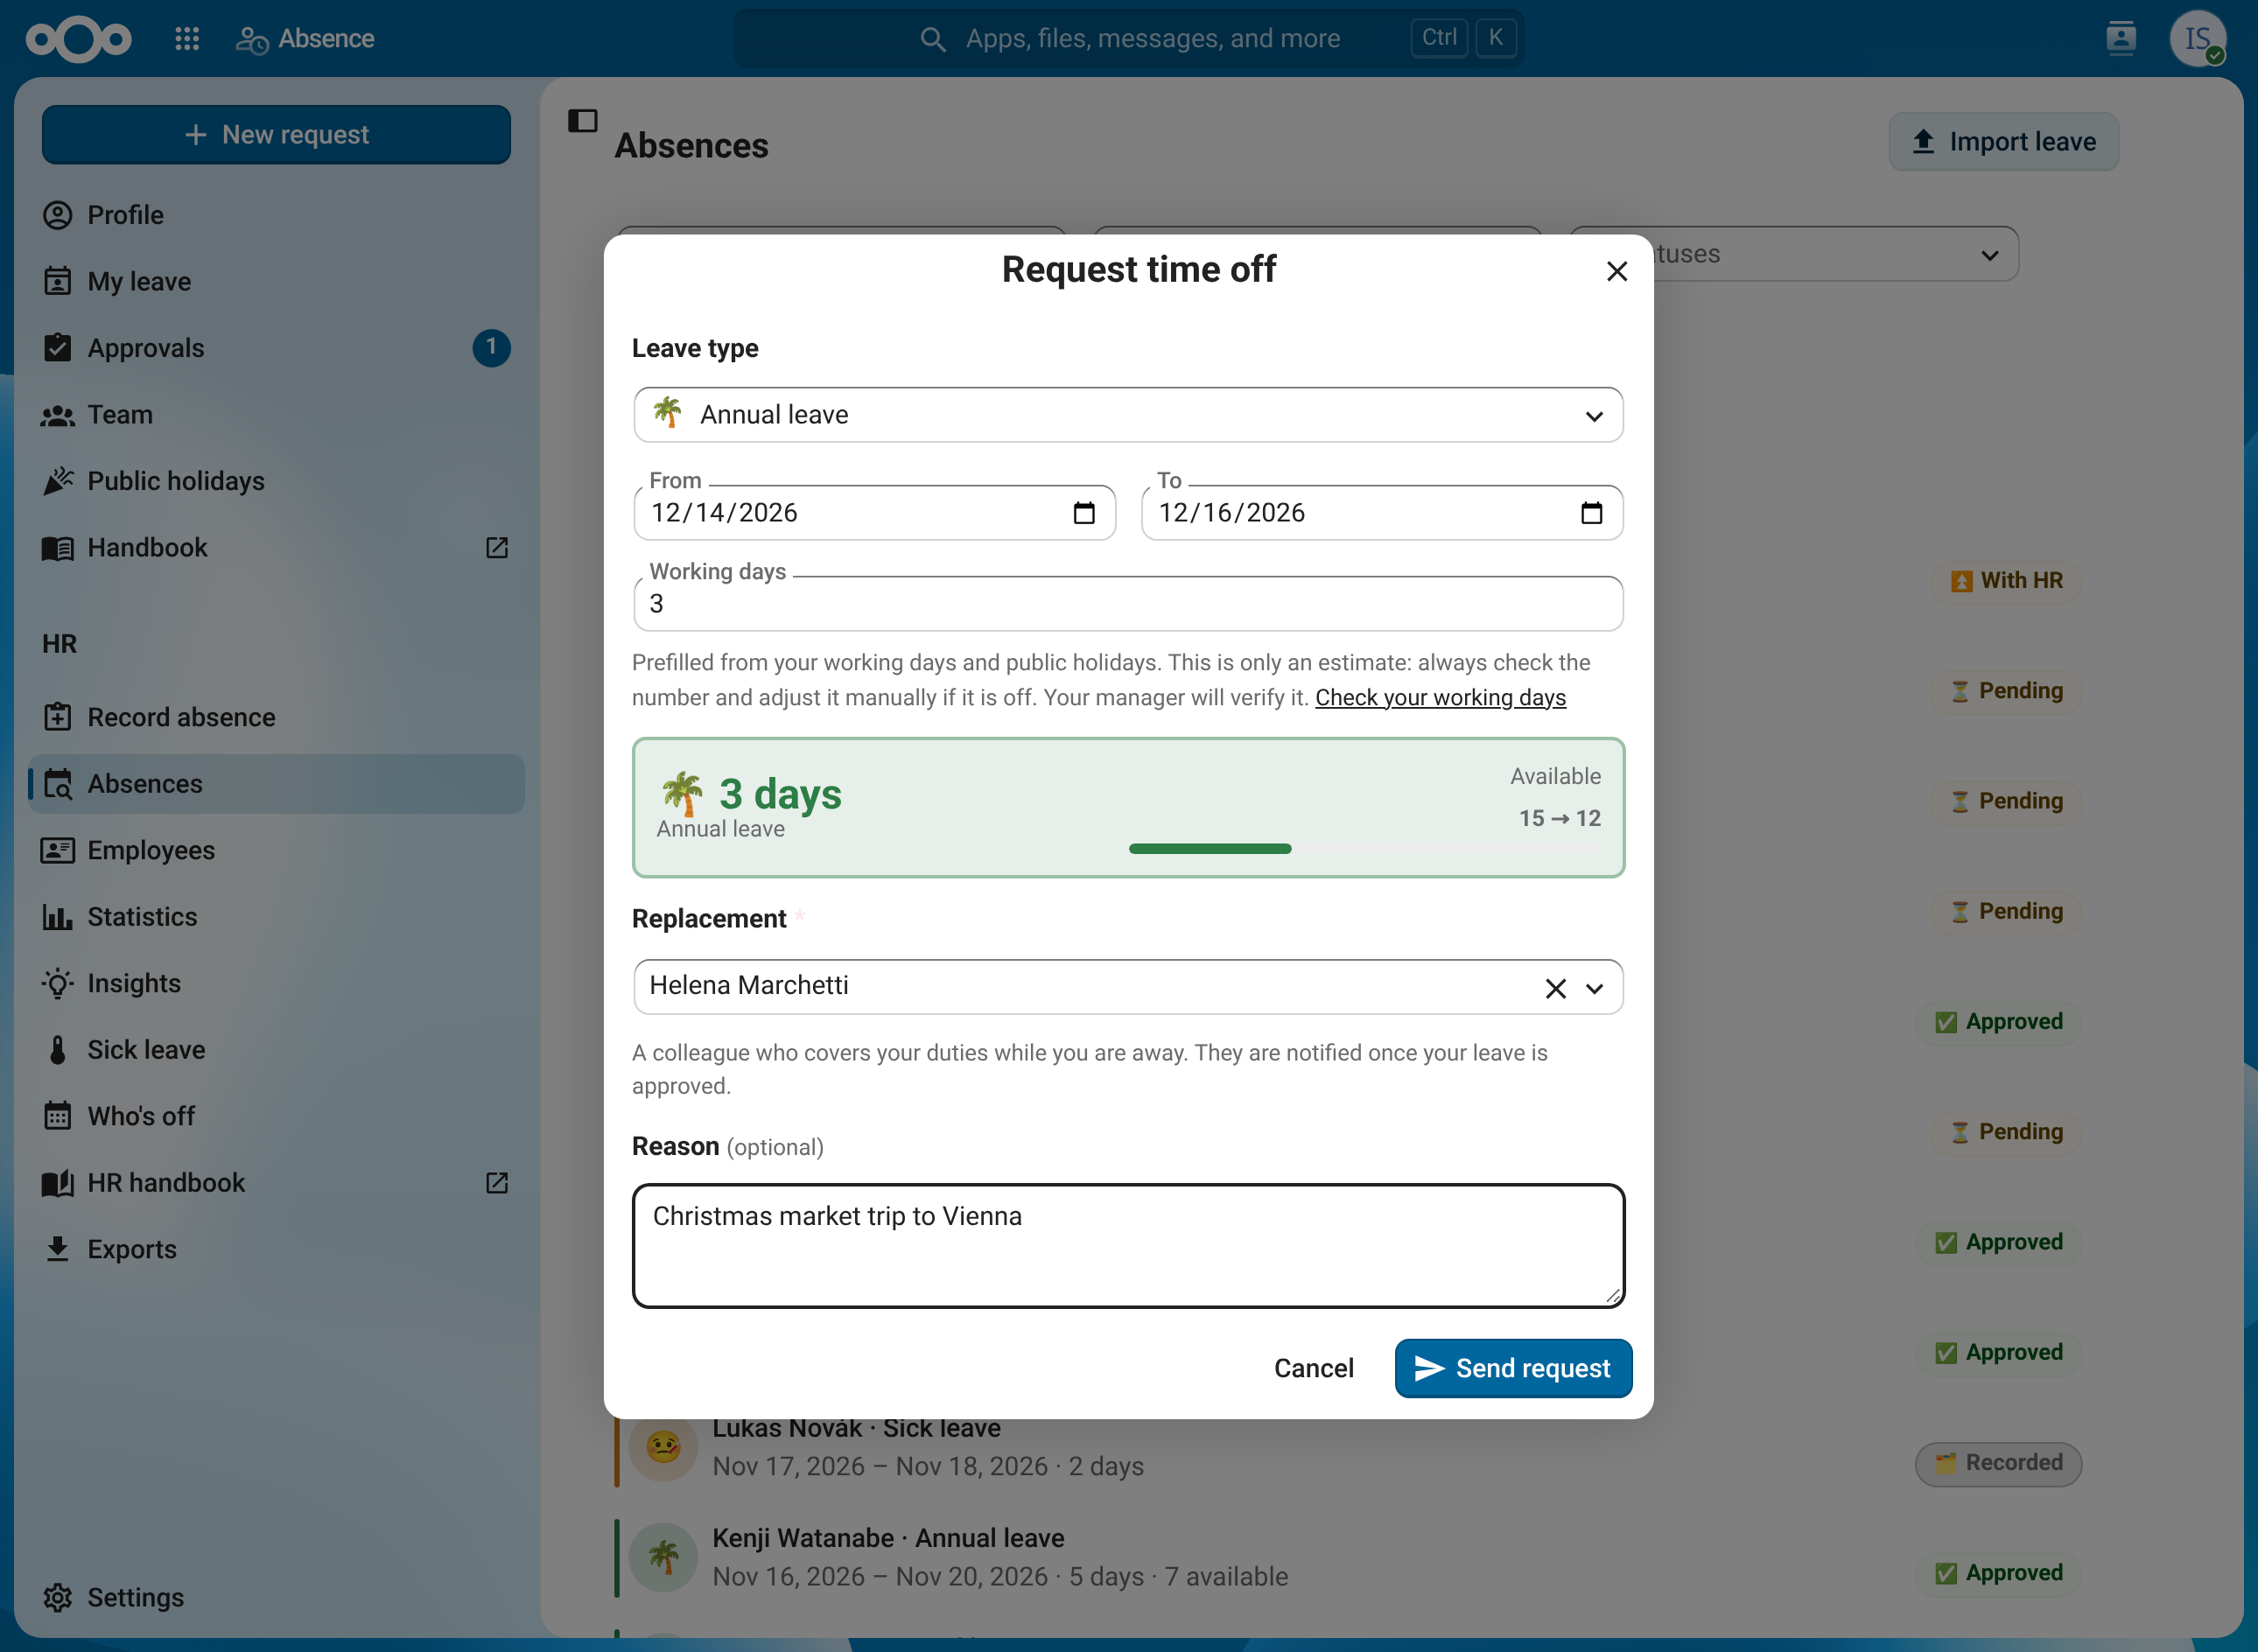 Absence
Apps, files, messages, and more
Ctrl
K
IS
New request
Profile
My leave
Approvals
1
Team
Public holidays
Handbook
HR
Record absence
Absences
Employees
Statistics
Insights
Sick leave
Who's off
HR handbook
Exports
Settings
Absences
Import leave
tuses
Request time off
Leave type
Annual leave
From
12/14/2026
To
12/16/2026
Working days
3
Prefilled from your working days and public holidays. This is only an estimate: always check the
number and adjust it manually if it is off. Your manager will verify it. Check your working days
3 days
Annual leave
Available
15 → 12
Replacement *
Helena Marchetti
A colleague who covers your duties while you are away. They are notified once your leave is
approved.
Reason (optional)
Christmas market trip to Vienna
Cancel
Send request
With HR
Pending
Pending
Pending
Approved
Pending
Approved
Approved
Lukas Novák · Sick leave
Nov 17, 2026 – Nov 18, 2026 · 2 days
Recorded
Kenji Watanabe · Annual leave
Nov 16, 2026 – Nov 20, 2026 · 5 days · 7 available
Approved